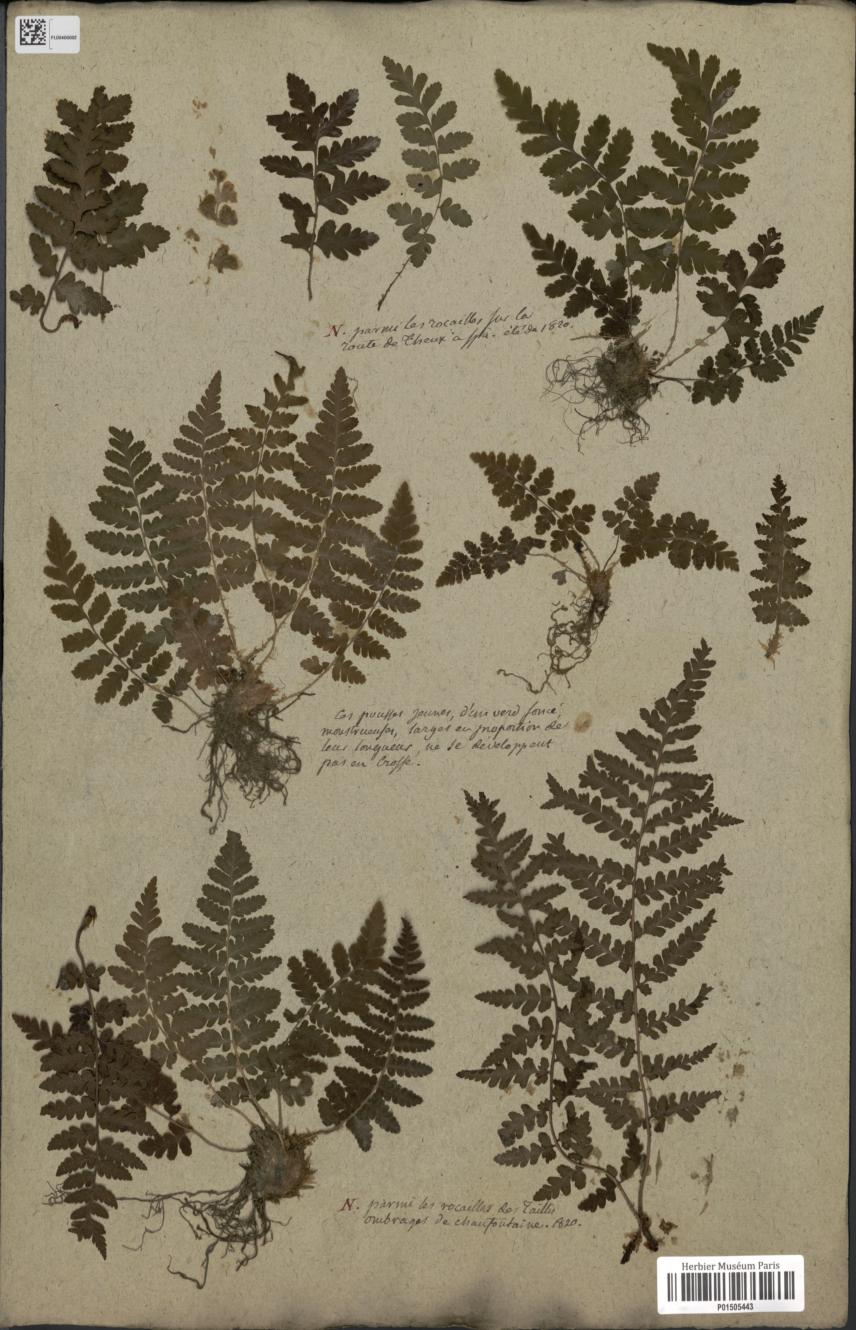 PLD0400002
N. parmi les rocailles, sur la
route de Theux à spa. été de 1820.
Ces pousses jeunes, d'un verd foncé,
monstrueuses, larges en proportion de
leur longueur, ne se développent
pas en Crosse.
N. parmi les rocailles des Taillis
ombragés de chaufontaine. 1820.
Herbier Muséum Paris
P01505443